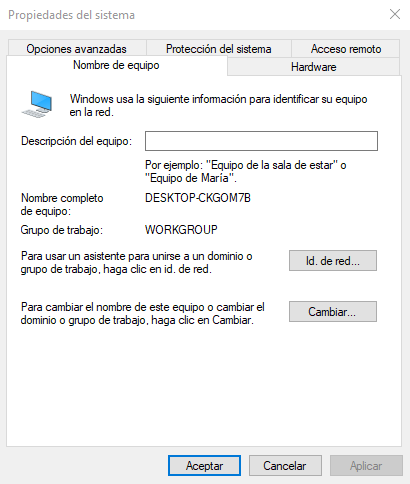 Propiedades del sistema
Opciones avanzadas
Protección del sistema
Acceso remoto
Nombre de equipo
Hardware
Windows usa la siguiente información para identificar su equipo
en la red.
Descripción del equipo:
Por ejemplo: "Equipo de la sala de estar" o
"Equipo de María".
Nombre completo
de equipo:
DESKTOP-CKGOM7B
Grupo de trabajo:
WORKGROUP
Para usar un asistente para unirse a un dominio o
grupo de trabajo, haga clic en id. de red.
Id. de red...
Para cambiar el nombre de este equipo o cambiar el
dominio o grupo de trabajo, haga clic en Cambiar.
Cambiar...
Aceptar
Cancelar
Aplicar